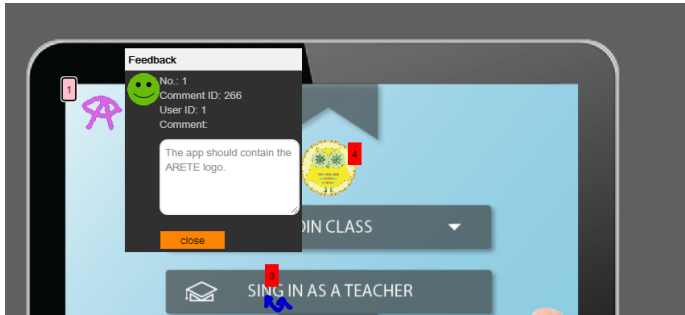 Feedback
1
No.: 1
Comment ID: 266
User ID: 1
Comment:
The app should contain the
ARETE logo.
close
4
OIN CLASS
3
SING IN AS A TEACHER